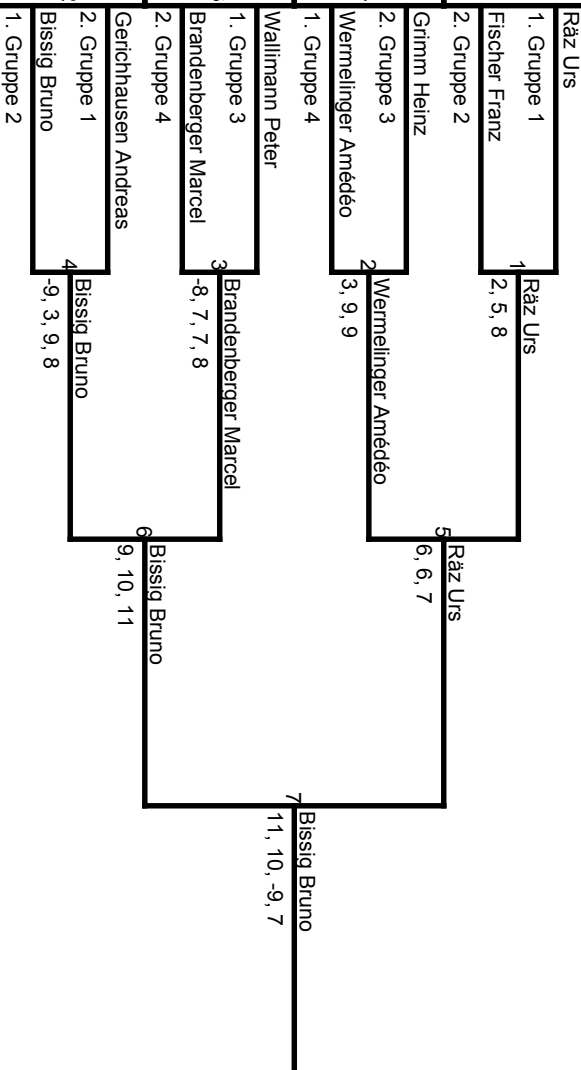 Räz Urs
1. Gruppe 1
Fischer Franz
2. Gruppe 2
Grimm Heinz
2. Gruppe 3
Wermelinger Amédéo
1. Gruppe 4
Wallimann Peter
1. Gruppe 3
Brandenberger Marcel
2. Gruppe 4
Gerichhausen Andreas
2. Gruppe 1
Bissig Bruno
1. Gruppe 2
1
Räz Urs
2, 5, 8
2
Wermelinger Amédéo
3, 9, 9
3
Brandenberger Marcel
-8, 7, 7, 8
4
Bissig Bruno
-9, 3, 9, 8
5
Räz Urs
6, 6, 7
6
Bissig Bruno
9, 10, 11
7
Bissig Bruno
11, 10, -9, 7